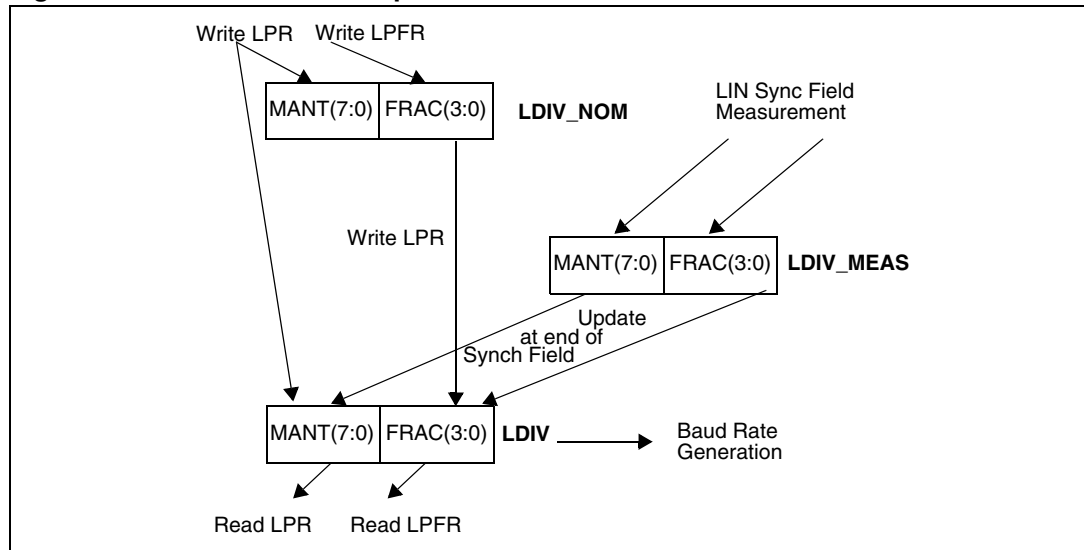 Write LPR Write LPFR
MANT(7:0) FRAC(3:0) LDIV_NOM
LIN Sync Field
Measurement
Write LPR
MANT(7:0) FRAC(3:0) LDIV_MEAS
Update
at end of
Synch Field
MANT(7:0) FRAC(3:0) LDIV
Baud Rate
Generation
Read LPR Read LPFR